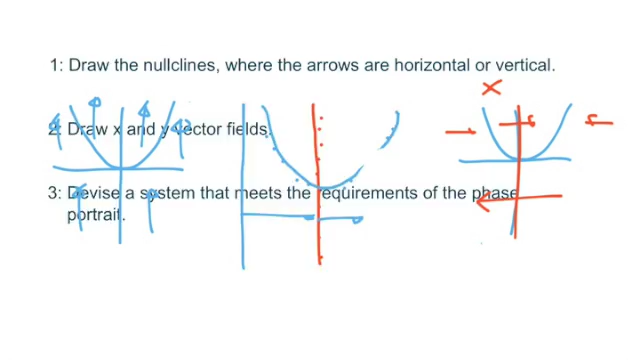 1: Draw the nullclines, where the arrows are horizontal or vertical.
2: Draw x and y vector fields.
3: Devise a system that meets the requirements of the phase
portrait.
X